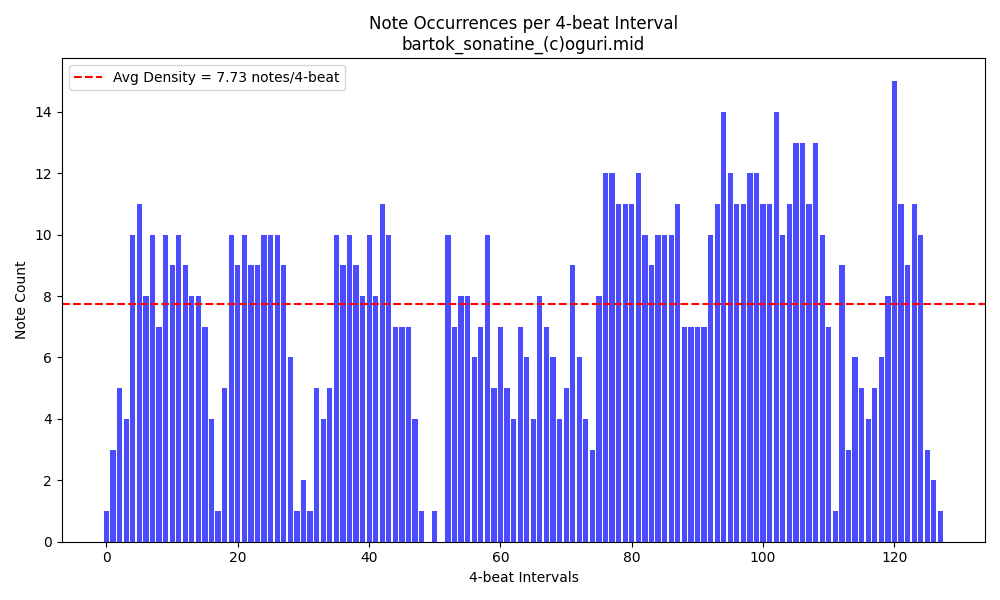 Note Occurrences per 4-beat Interval
bartok_sonatine_(c)oguri.mid
Avg Density = 7.73 notes/4-beat
Note Count
14
12
10
8
6
4
2
0
0 20 40 60 80 100 120
4-beat Intervals